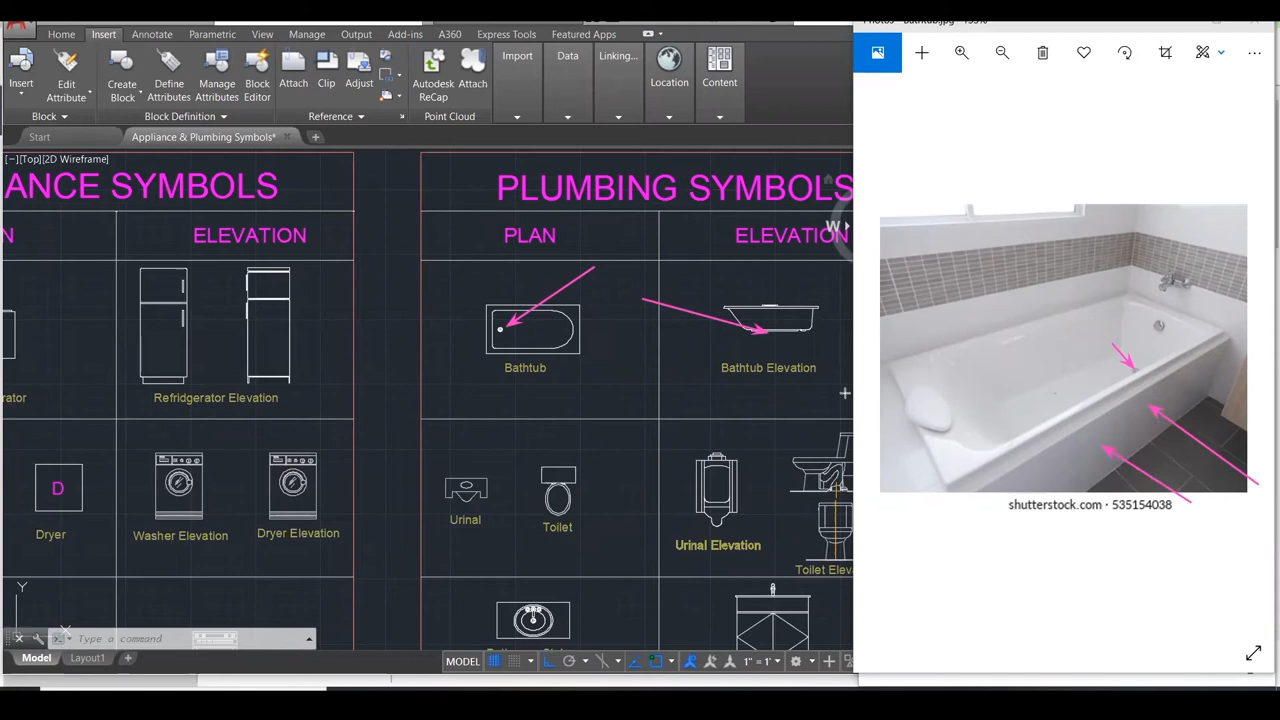 Home Insert Annotate Parametric View Manage Output Add-ins A360 Express Tools Featured Apps
Insert Edit Attribute Create Block Define Attributes Manage Attributes Block Editor Attach Clip Adjust Autodesk ReCap Attach Import Data Linking... Location Content
Block Block Definition Reference Point Cloud
Start Appliance & Plumbing Symbols*
[−][Top][2D Wireframe]
ANCE SYMBOLS
N ELEVATION
Refridgerator Elevation
rator
D
Dryer
Washer Elevation
Dryer Elevation
PLUMBING SYMBOLS
PLAN ELEVATION
W
Bathtub
Bathtub Elevation
Urinal
Toilet
Urinal Elevation
Toilet Elev
Y
X
Type a command
Model Layout1
MODEL 1" = 1'
shutterstock.com · 535154038